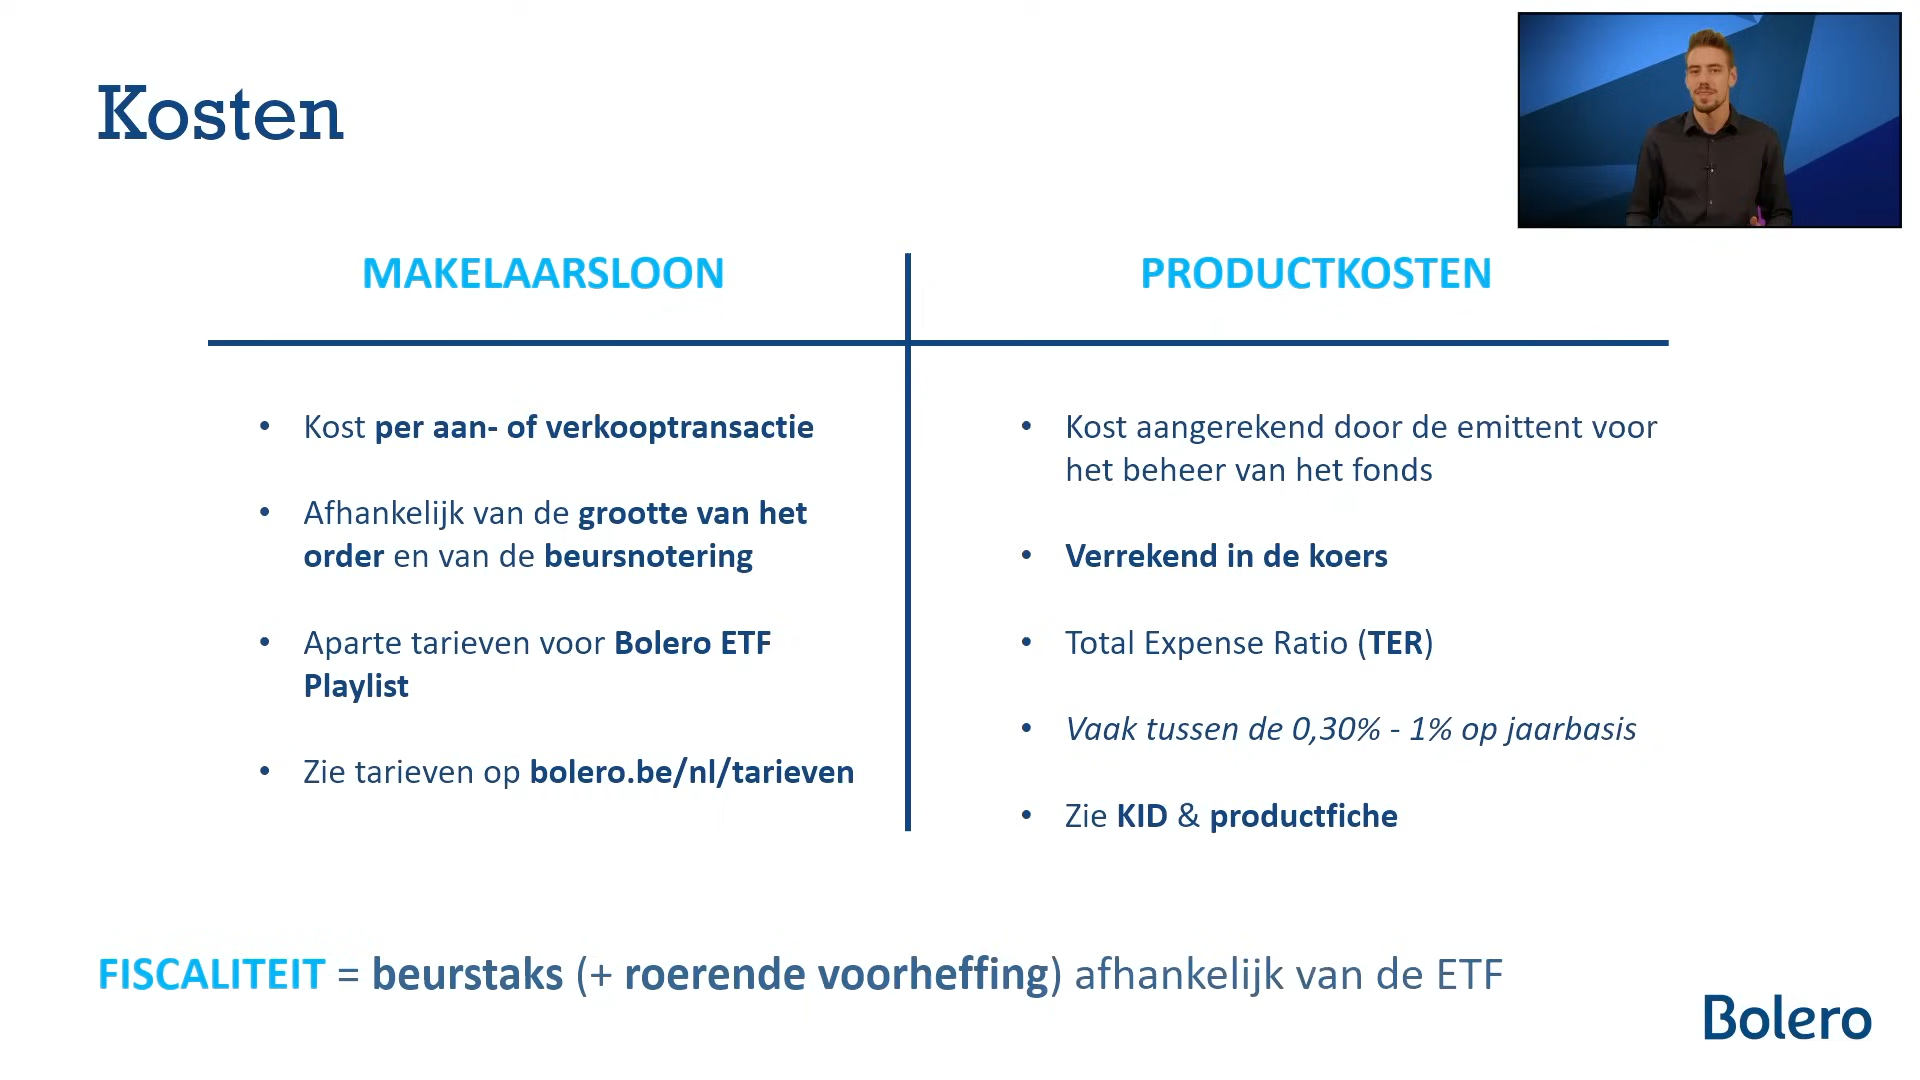 Kosten
MAKELAARSLOON
• Kost per aan- of verkooptransactie
• Afhankelijk van de grootte van het
order en van de beursnotering
• Aparte tarieven voor Bolero ETF
Playlist
• Zie tarieven op bolero.be/nl/tarieven
PRODUCTKOSTEN
• Kost aangerekend door de emittent voor
het beheer van het fonds
• Verrekend in de koers
• Total Expense Ratio (TER)
• Vaak tussen de 0,30% - 1% op jaarbasis
• Zie KID & productfiche
FISCALITEIT = beurstaks (+ roerende voorheffing) afhankelijk van de ETF
Bolero